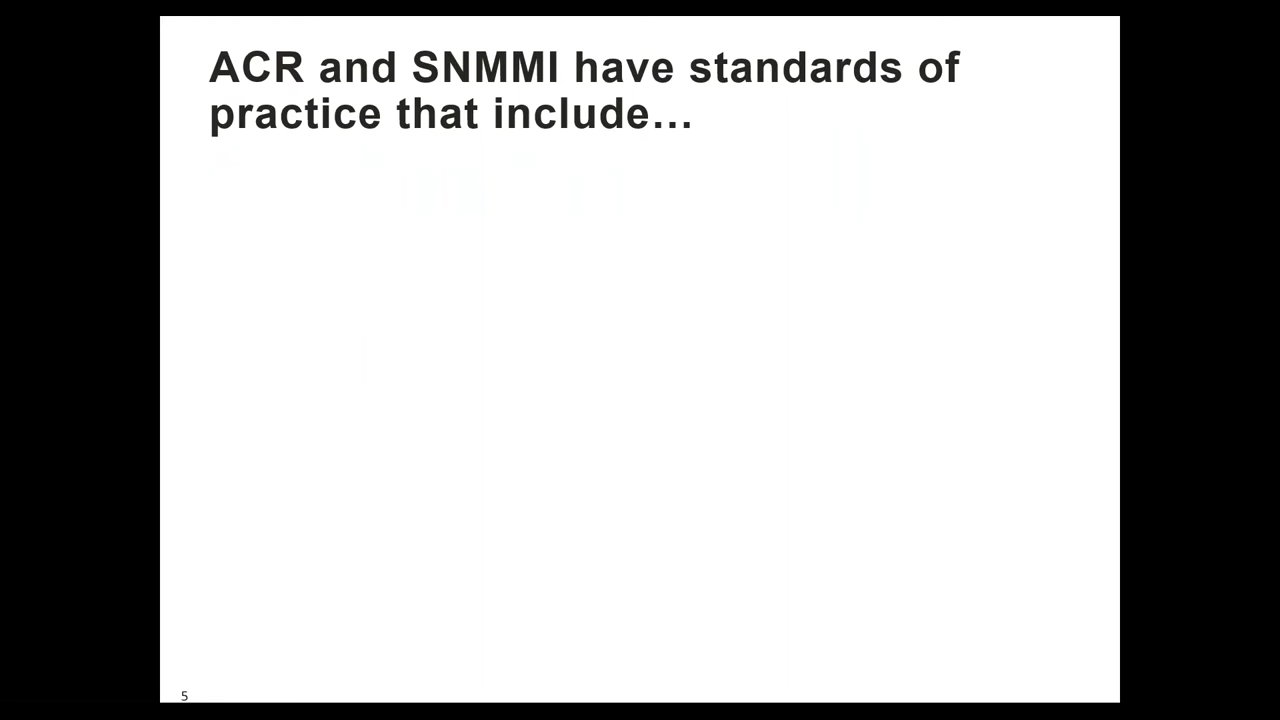 ACR and SNMMI have standards of
practice that include…
5